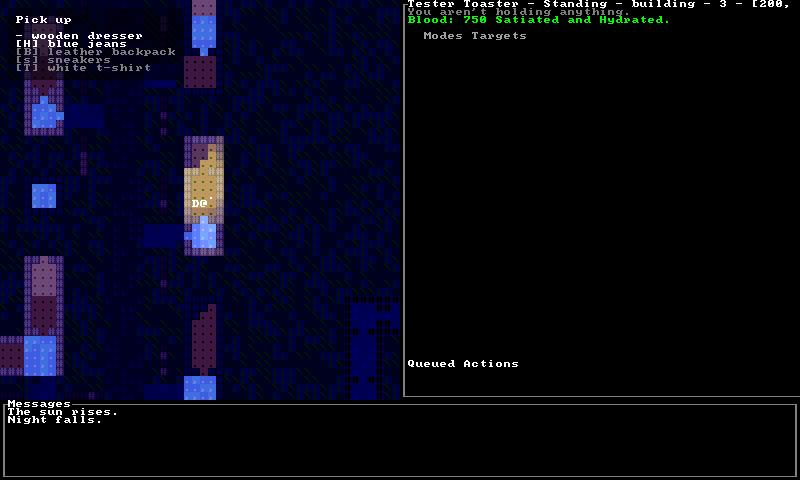 Pick up
- wooden dresser
[H] blue jeans
[B] leather backpack
[s] sneakers
[T] white t-shirt
D@
Tester Toaster - Standing - building - 3 - [200,
You aren't holding anything.
Blood: 750 Satiated and Hydrated.
Modes Targets
Queued Actions
Messages
The sun rises.
Night falls.